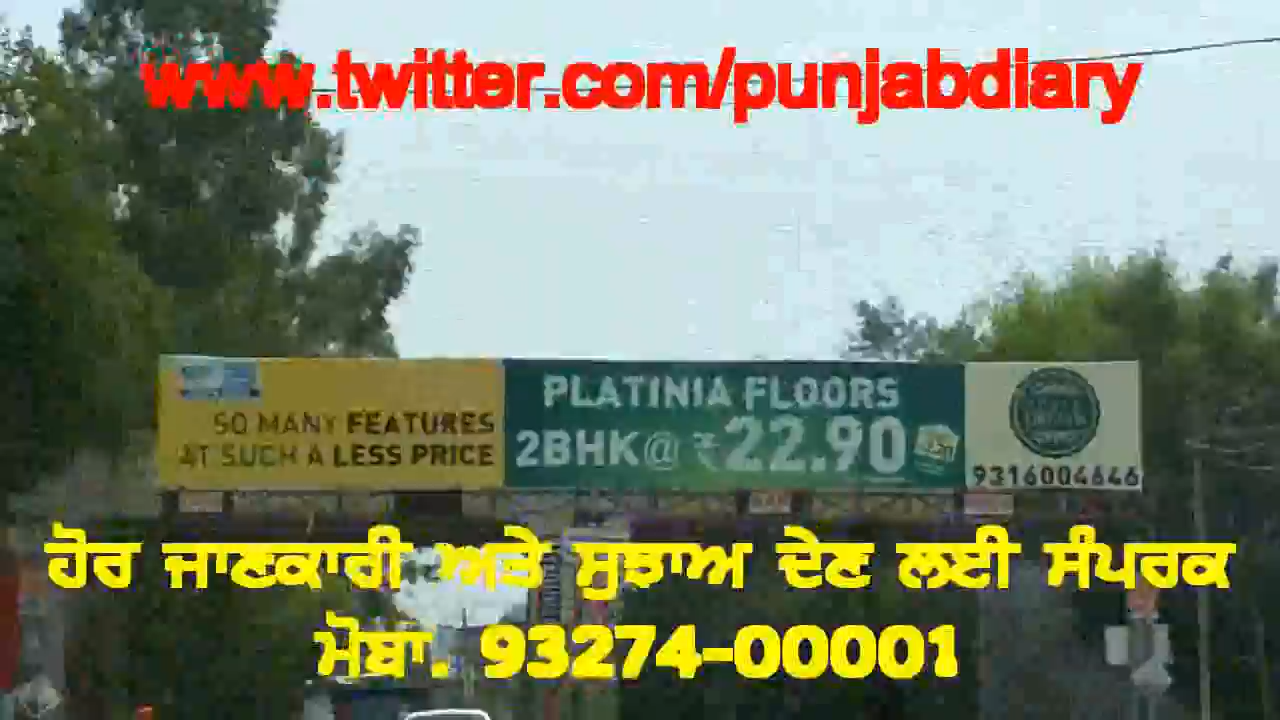 www.twitter.com/punjabdiary
SO MANY FEATURES
AT SUCH A LESS PRICE
PLATINIA FLOORS
2BHK@ ₹22.90
9316004646
ਹੋਰ ਜਾਣਕਾਰੀ ਅਤੇ ਸੁਝਾਅ ਦੇਣ ਲਈ ਸੰਪਰਕ
ਮੋਬਾ. 93274-00001